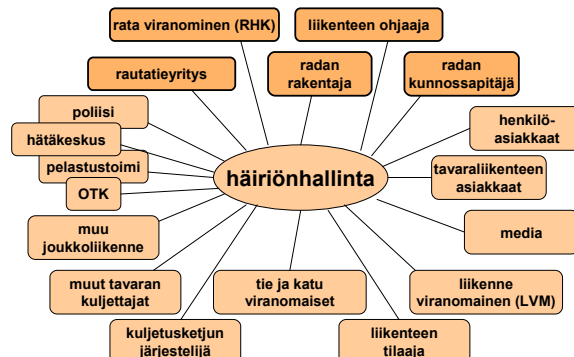 rata viranominen (RHK)
liikenteen ohjaaja
rautatieyritys
radan
rakentaja
radan
kunnossapitäjä
poliisi
hätäkeskus
pelastustoimi
OTK
henkilö-
asiakkaat
häiriönhallinta
tavaraliikenteen
asiakkaat
muu
joukkoliikenne
media
muut tavaran
kuljettajat
tie ja katu
viranomaiset
liikenne
viranomainen (LVM)
kuljetusketjun
järjestelijä
liikenteen
tilaaja